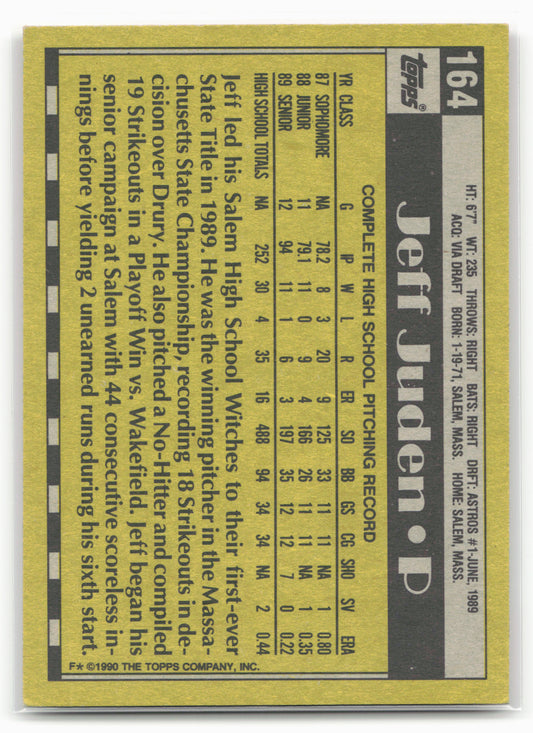 164
topps®
HT: 6'7" WT: 235 THROWS: RIGHT BATS: RIGHT DRFT: ASTROS #1-JUNE, 1989
ACQ: VIA DRAFT BORN: 1-19-71, SALEM, MASS. HOME: SALEM, MASS.
Jeff Juden • P
COMPLETE HIGH SCHOOL PITCHING RECORD
YR CLASS G IP W L R ER SO BB GS CG SHO SV ERA
87 SOPHOMORE NA 78.2 8 3 20 9 125 33 11 11 NA 1 0.80
88 JUNIOR 11 79.1 11 0 9 4 166 26 11 11 NA 1 0.35
89 SENIOR 12 94 11 1 6 3 197 35 12 12 7 0 0.22
HIGH SCHOOL TOTALS NA 252 30 4 35 16 488 94 34 34 NA 2 0.44
Jeff led his Salem High School Witches to their first-ever
State Title in 1989. He was the winning pitcher in the Massa-
chusetts State Championship, recording 18 Strikeouts in de-
cision over Drury. He also pitched a No-Hitter and compiled
19 Strikeouts in a Playoff Win vs. Wakefield. Jeff began his
senior campaign at Salem with 44 consecutive scoreless in-
nings before yielding 2 unearned runs during his sixth start.
F* ©1990 THE TOPPS COMPANY, INC.